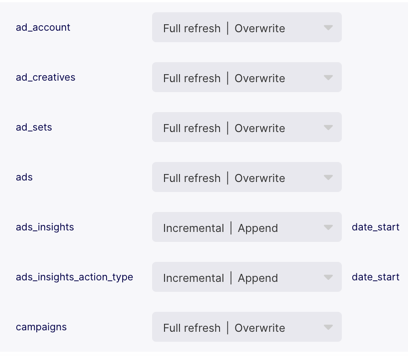 ad_account Full refresh | Overwrite
ad_creatives Full refresh | Overwrite
ad_sets Full refresh | Overwrite
ads Full refresh | Overwrite
ads_insights Incremental | Append date_start
ads_insights_action_type Incremental | Append date_start
campaigns Full refresh | Overwrite